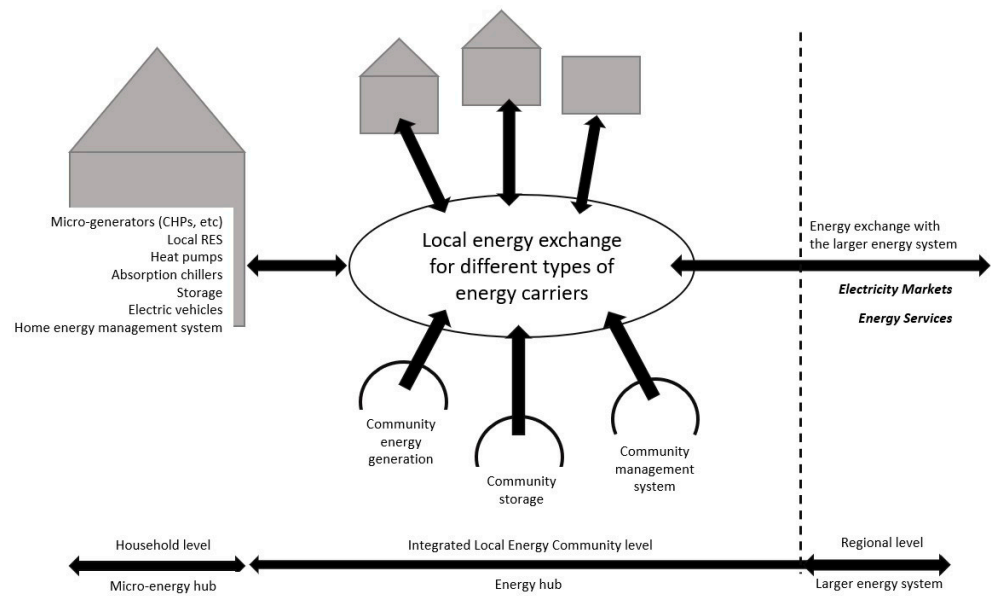 Micro-generators (CHPs, etc)
Local RES
Heat pumps
Absorption chillers
Storage
Electric vehicles
Home energy management system
Local energy exchange
for different types of
energy carriers
Energy exchange with
the larger energy system
Electricity Markets
Energy Services
Community
energy
generation
Community
storage
Community
management
system
Household level
Micro-energy hub
Integrated Local Energy Community level
Energy hub
Regional level
Larger energy system